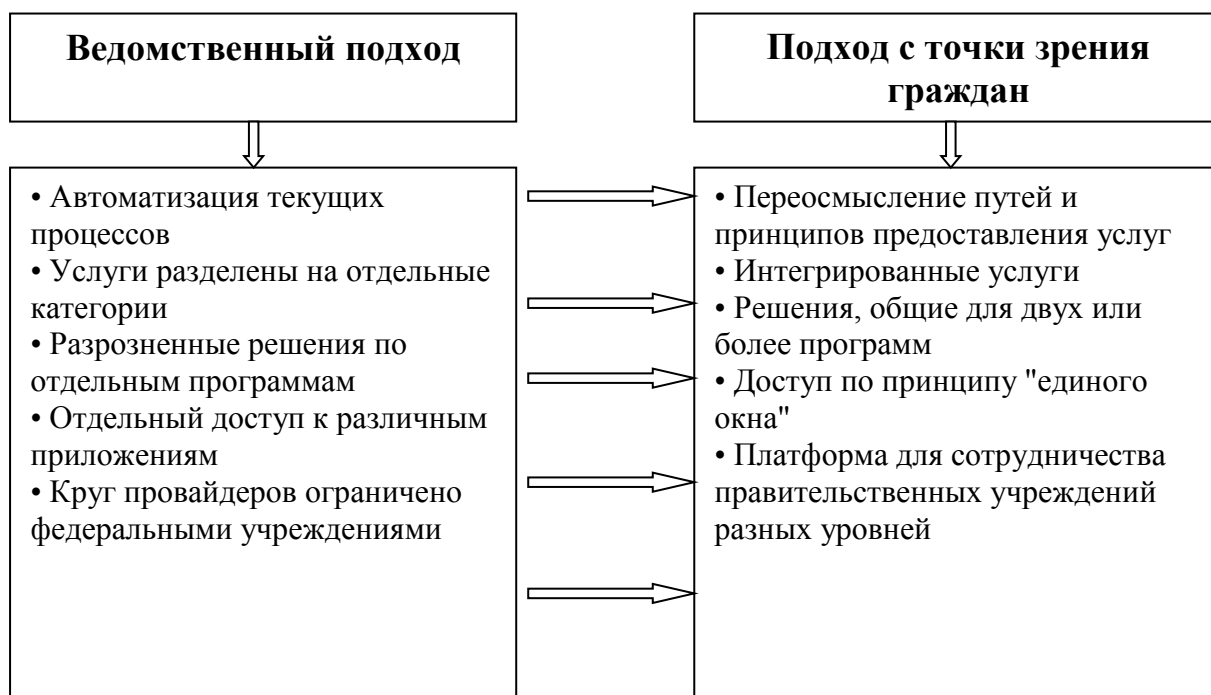 Ведомственный подход
Подход с точки зрения
граждан
• Автоматизация текущих
процессов
• Услуги разделены на отдельные
категории
• Разрозненные решения по
отдельным программам
• Отдельный доступ к различным
приложениям
• Круг провайдеров ограничено
федеральными учреждениями
• Переосмысление путей и
принципов предоставления услуг
• Интегрированные услуги
• Решения, общие для двух или
более программ
• Доступ по принципу "единого
окна"
• Платформа для сотрудничества
правительственных учреждений
разных уровней